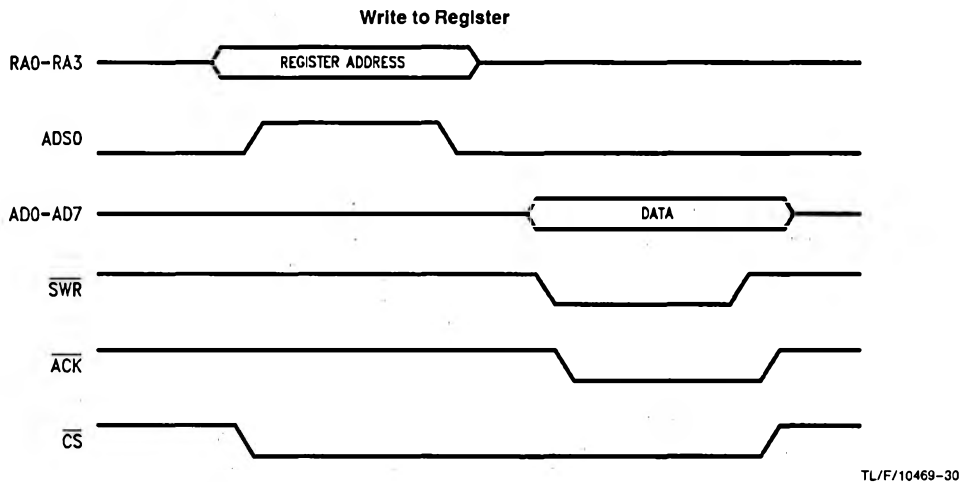 Write to Register
RA0-RA3
REGISTER ADDRESS
ADS0
AD0-AD7
DATA
SWR
ACK
CS
TL/F/10469-30